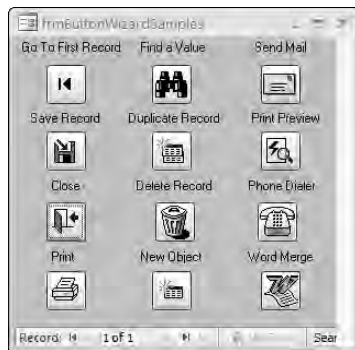 frmButtonWizardSamples
Go To First Record Find a Value Send Mail
Save Record Duplicate Record Print Preview
Close Delete Record Phone Dialer
Print New Object Word Merge
Record: 1 of 1 Sear